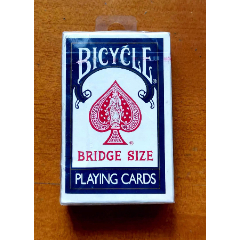 BICYCLE
®
BRIDGE SIZE
PLAYING CARDS